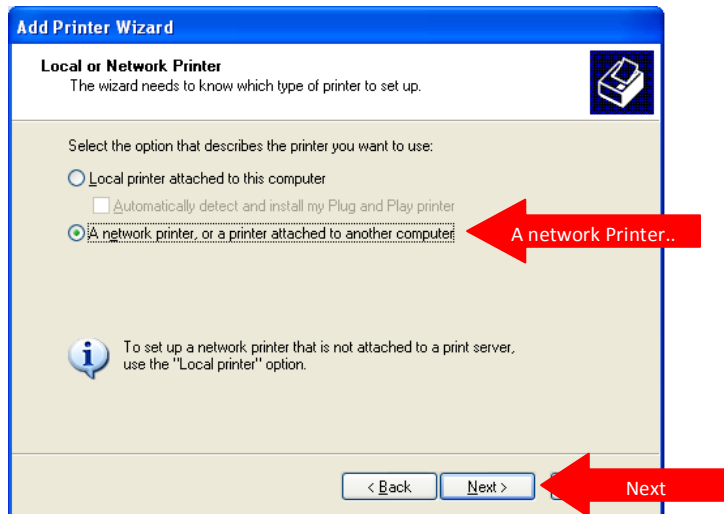 Add Printer Wizard
Local or Network Printer
The wizard needs to know which type of printer to set up.
Select the option that describes the printer you want to use:
Local printer attached to this computer
Automatically detect and install my Plug and Play printer
A network printer, or a printer attached to another computer
A network Printer..
To set up a network printer that is not attached to a print server,
use the "Local printer" option.
< Back
Next >
Next